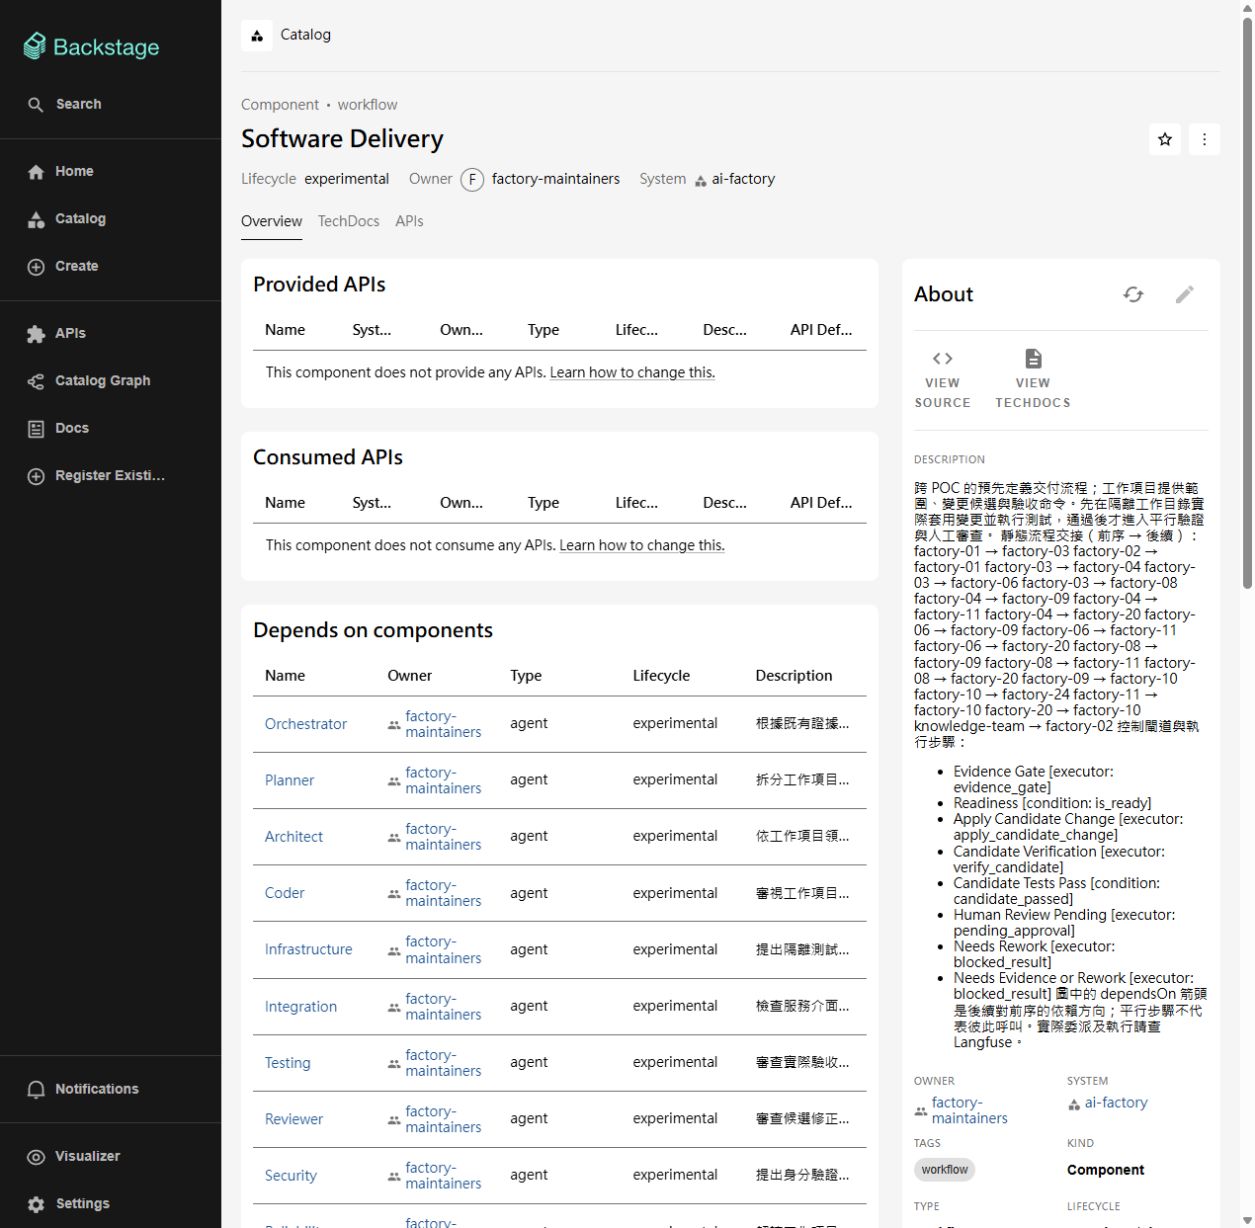 Backstage
Search
Home
Catalog
Create
APIs
Catalog Graph
Docs
Register Existi...
Notifications
Visualizer
Settings
Catalog
Component • workflow
Software Delivery
Lifecycle experimental Owner F factory-maintainers System ai-factory
Overview TechDocs APIs
Provided APIs
Name Syst... Own... Type Lifec... Desc... API Def...
This component does not provide any APIs. Learn how to change this.
Consumed APIs
Name Syst... Own... Type Lifec... Desc... API Def...
This component does not consume any APIs. Learn how to change this.
Depends on components
Name Owner Type Lifecycle Description
Orchestrator factory-maintainers agent experimental 根據既有證據...
Planner factory-maintainers agent experimental 拆分工作項目...
Architect factory-maintainers agent experimental 依工作項目領...
Coder factory-maintainers agent experimental 審視工作項目...
Infrastructure factory-maintainers agent experimental 提出隔離測試...
Integration factory-maintainers agent experimental 檢查服務介面...
Testing factory-maintainers agent experimental 審查實際驗收...
Reviewer factory-maintainers agent experimental 審查候選修正...
Security factory-maintainers agent experimental 提出身分驗證...
factory-
About
VIEW SOURCE
VIEW TECHDOCS
DESCRIPTION
跨 POC 的預先定義交付流程；工作項目提供範
圍、變更候選與驗收命令。先在隔離工作目錄實
際套用變更並執行測試，通過後才進入平行驗證
與人工審查。 靜態流程交接（前序 → 後續）：
factory-01 → factory-03 factory-02 →
factory-01 factory-03 → factory-04 factory-
03 → factory-06 factory-03 → factory-08
factory-04 → factory-09 factory-04 →
factory-11 factory-04 → factory-20 factory-
06 → factory-09 factory-06 → factory-11
factory-06 → factory-20 factory-08 →
factory-09 factory-08 → factory-11 factory-
08 → factory-20 factory-09 → factory-10
factory-10 → factory-24 factory-11 →
factory-10 factory-20 → factory-10
knowledge-team → factory-02 控制閘道與執
行步驟：
• Evidence Gate [executor:
evidence_gate]
• Readiness [condition: is_ready]
• Apply Candidate Change [executor:
apply_candidate_change]
• Candidate Verification [executor:
verify_candidate]
• Candidate Tests Pass [condition:
candidate_passed]
• Human Review Pending [executor:
pending_approval]
• Needs Rework [executor:
blocked_result]
• Needs Evidence or Rework [executor:
blocked_result] 圖中的 dependsOn 箭頭
是後續對前序的依賴方向；平行步驟不代
表彼此呼叫。實際委派及執行請查
Langfuse。
OWNER
factory-maintainers
SYSTEM
ai-factory
TAGS
workflow
KIND
Component
TYPE
LIFECYCLE